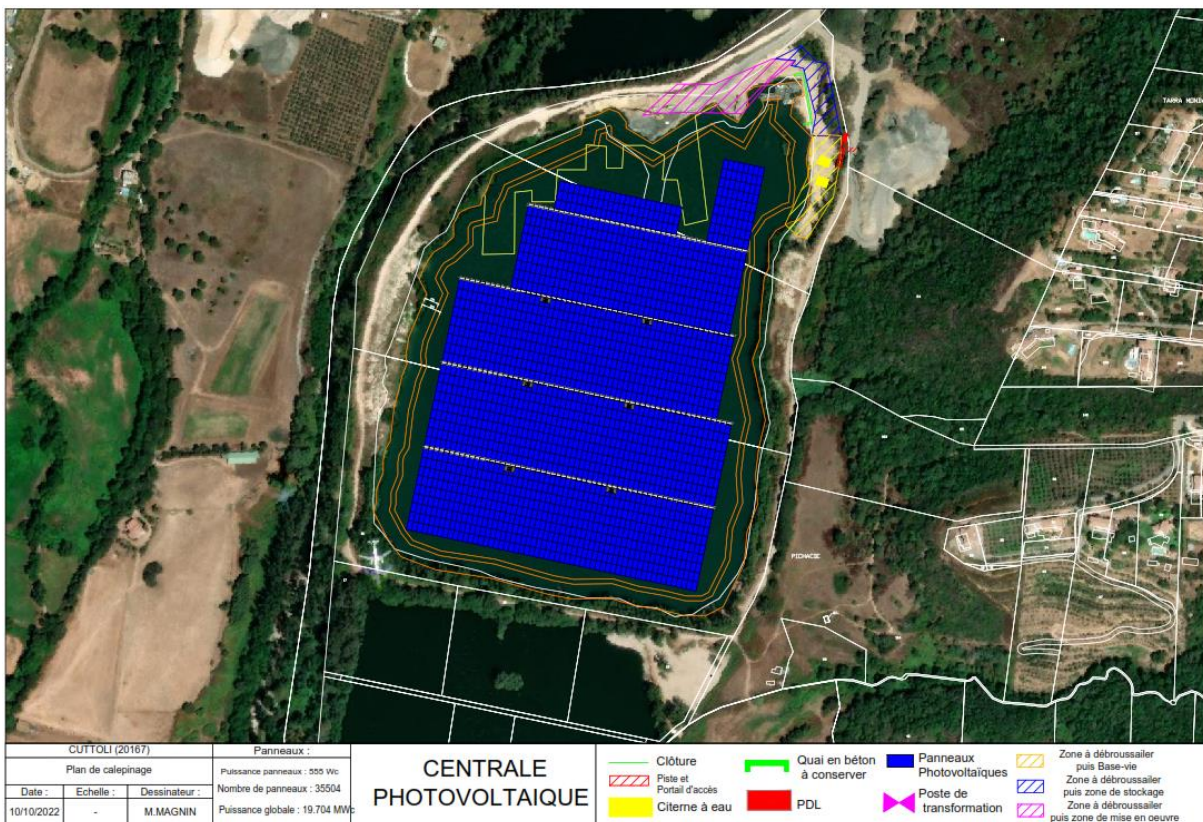 TARRA MINI
PICHACIC
CUTTOLI (20167)
Plan de calepinage
Date :
Echelle :
Dessinateur :
10/10/2022
-
M.MAGNIN
Panneaux :
Puissance panneaux : 555 Wc
Nombre de panneaux : 35504
Puissance globale : 19.704 MWc
CENTRALE
PHOTOVOLTAIQUE
Clôture
Piste et
Portail d'accès
Citerne à eau
Quai en béton
à conserver
PDL
Panneaux
Photovoltaïques
Poste de
transformation
Zone à débroussailer
puis Base-vie
Zone à débroussailer
puis zone de stockage
Zone à débroussailer
puis zone de mise en oeuvre